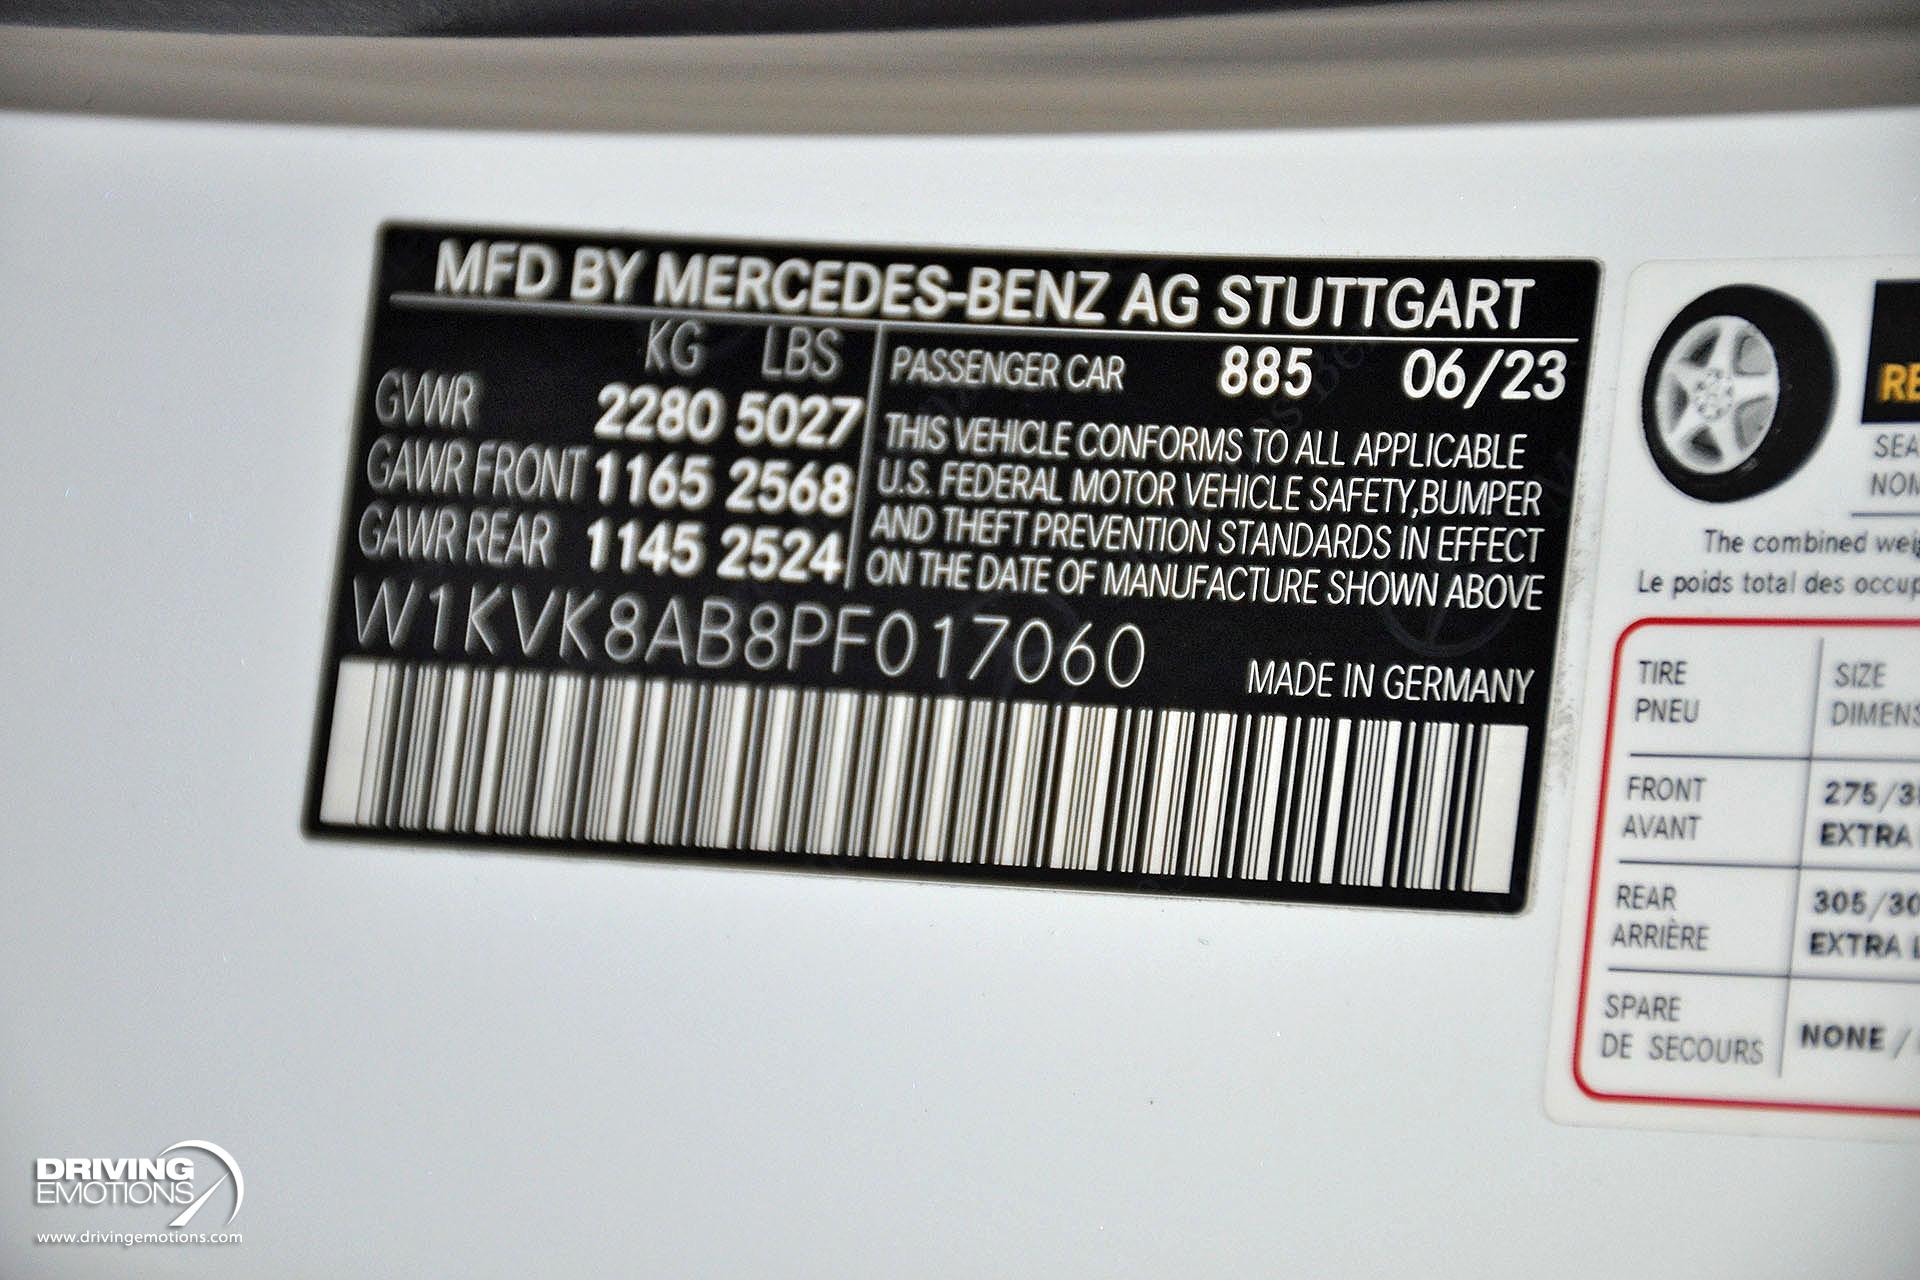 MFD BY MERCEDES-BENZ AG STUTTGART
KG LBS
GVWR 2280 5027
GAWR FRONT 1165 2568
GAWR REAR 1145 2524
PASSENGER CAR 885 06/23
THIS VEHICLE CONFORMS TO ALL APPLICABLE
U.S. FEDERAL MOTOR VEHICLE SAFETY,BUMPER
AND THEFT PREVENTION STANDARDS IN EFFECT
ON THE DATE OF MANUFACTURE SHOWN ABOVE
W1KVK8AB8PF017060
MADE IN GERMANY
The combined
Le poids total des
TIRE SIZE
PNEU
FRONT
AVANT EXTRA
REAR
ARRIÈRE EXTRA
SPARE
DE SECOURS NONE /
DRIVING
EMOTIONS
www.drivingemotions.com